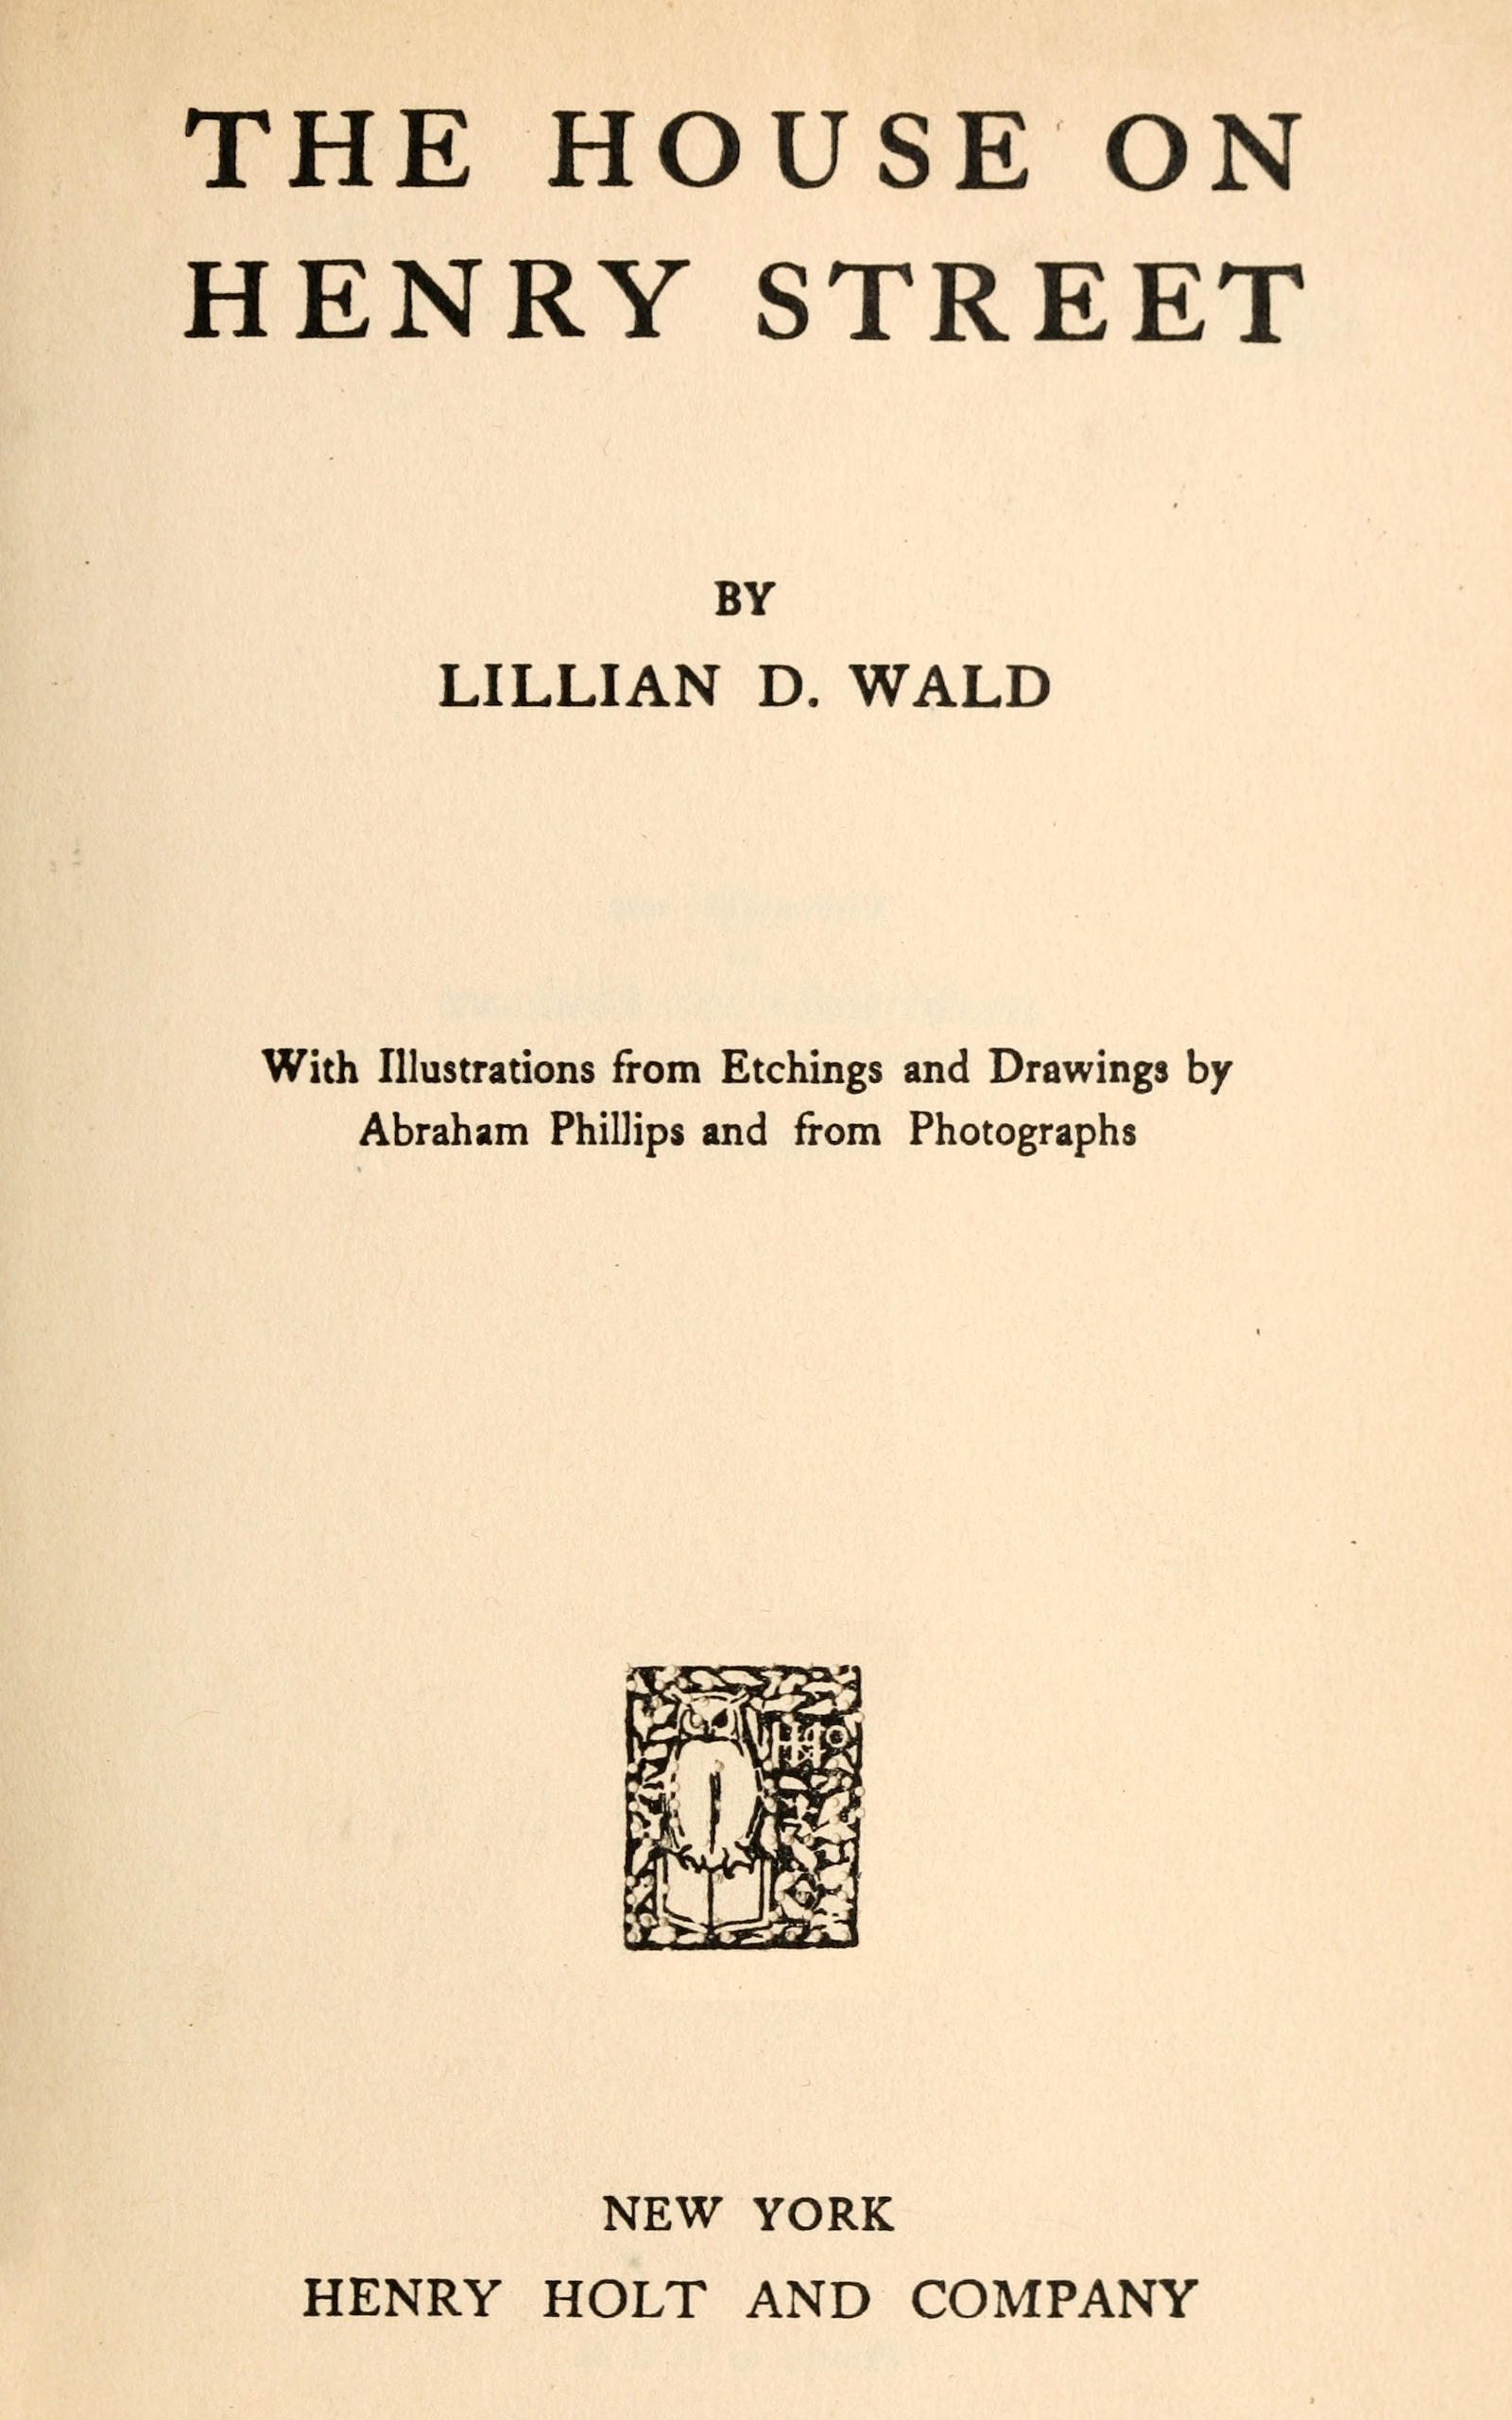 THE HOUSE ON
HENRY STREET
BY
LILLIAN D. WALD
With Illustrations from Etchings and Drawings by
Abraham Phillips and from Photographs
NEW YORK
HENRY HOLT AND COMPANY